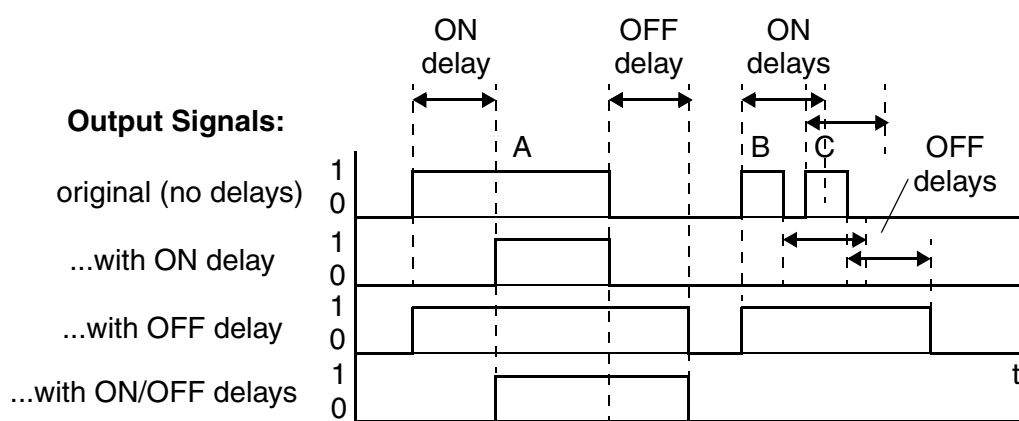 ON
delay
OFF
delay
ON
delays
Output Signals:
A
B
C
OFF
delays
original (no delays)
1
0
...with ON delay
1
0
...with OFF delay
1
0
t
...with ON/OFF delays
1
0